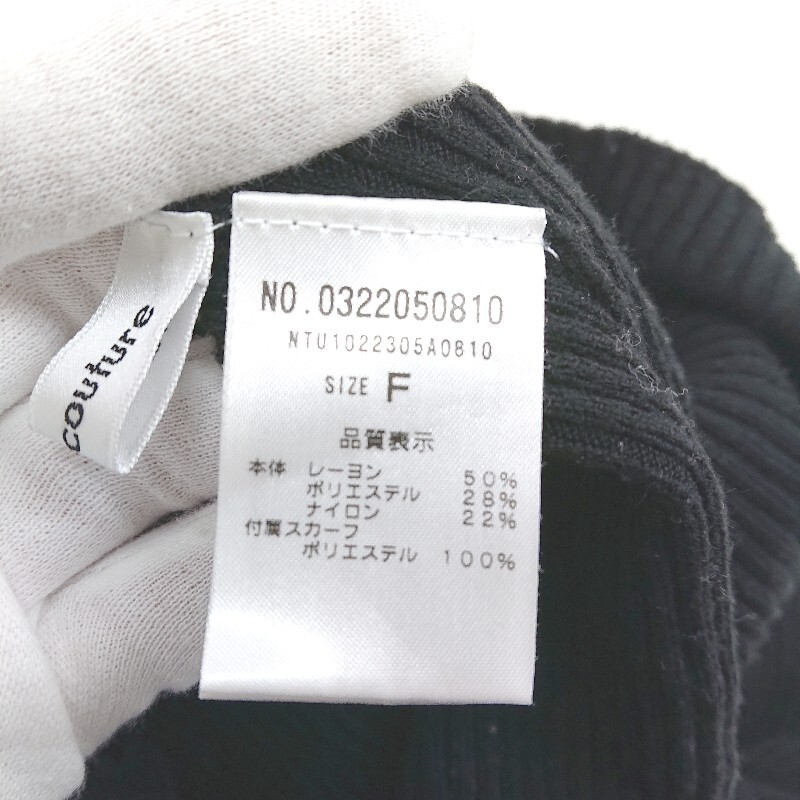 couture
NO.0322050810
NTU1022305A0810
SIZE F
品質表示
本体 レーヨン 50%
ポリエステル 28%
ナイロン 22%
付属スカーフ
ポリエステル 100%